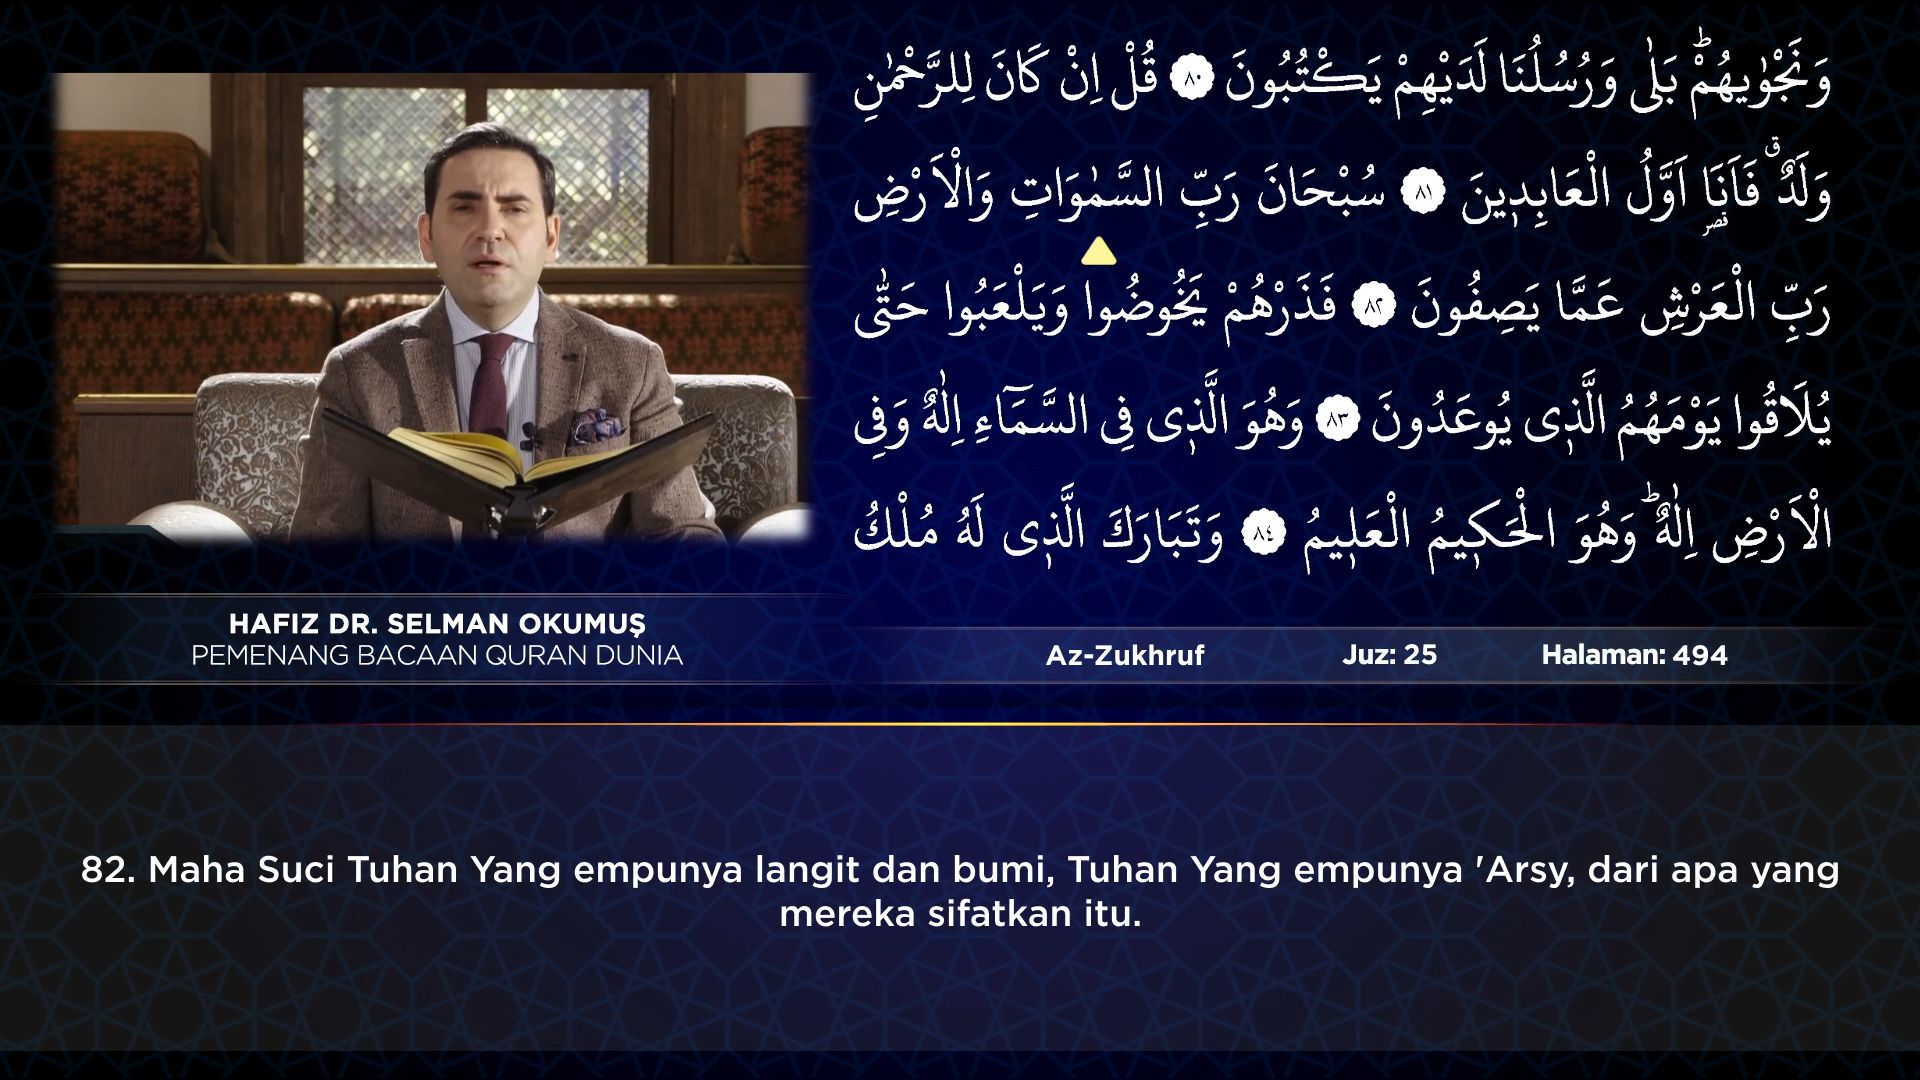 وَنَجْوٰيهُمْۜ بَلٰى وَرُسُلُنَا لَدَيْهِمْ يَكْتُبُونَ ﴿٨٠﴾ قُلْ اِنْ كَانَ لِلرَّحْمٰنِ
وَلَدٌۗ فَاَنَا۬ اَوَّلُ الْعَابِد۪ينَ ﴿٨١﴾ سُبْحَانَ رَبِّ السَّمٰوَاتِ وَالْاَرْضِ
رَبِّ الْعَرْشِ عَمَّا يَصِفُونَ ﴿٨٢﴾ فَذَرْهُمْ يَخُوضُوا وَيَلْعَبُوا حَتّٰى
يُلَاقُوا يَوْمَهُمُ الَّذ۪ى يُوعَدُونَ ﴿٨٣﴾ وَهُوَ الَّذ۪ى فِى السَّمَٓاءِ اِلٰهٌ وَفِى
الْاَرْضِ اِلٰهٌۜ وَهُوَ الْحَك۪يمُ الْعَل۪يمُ ﴿٨٤﴾ وَتَبَارَكَ الَّذ۪ى لَهُ مُلْكُ
HAFIZ DR. SELMAN OKUMUŞ
PEMENANG BACAAN QURAN DUNIA
Az-Zukhruf Juz: 25 Halaman: 494
82. Maha Suci Tuhan Yang empunya langit dan bumi, Tuhan Yang empunya 'Arsy, dari apa yang
mereka sifatkan itu.